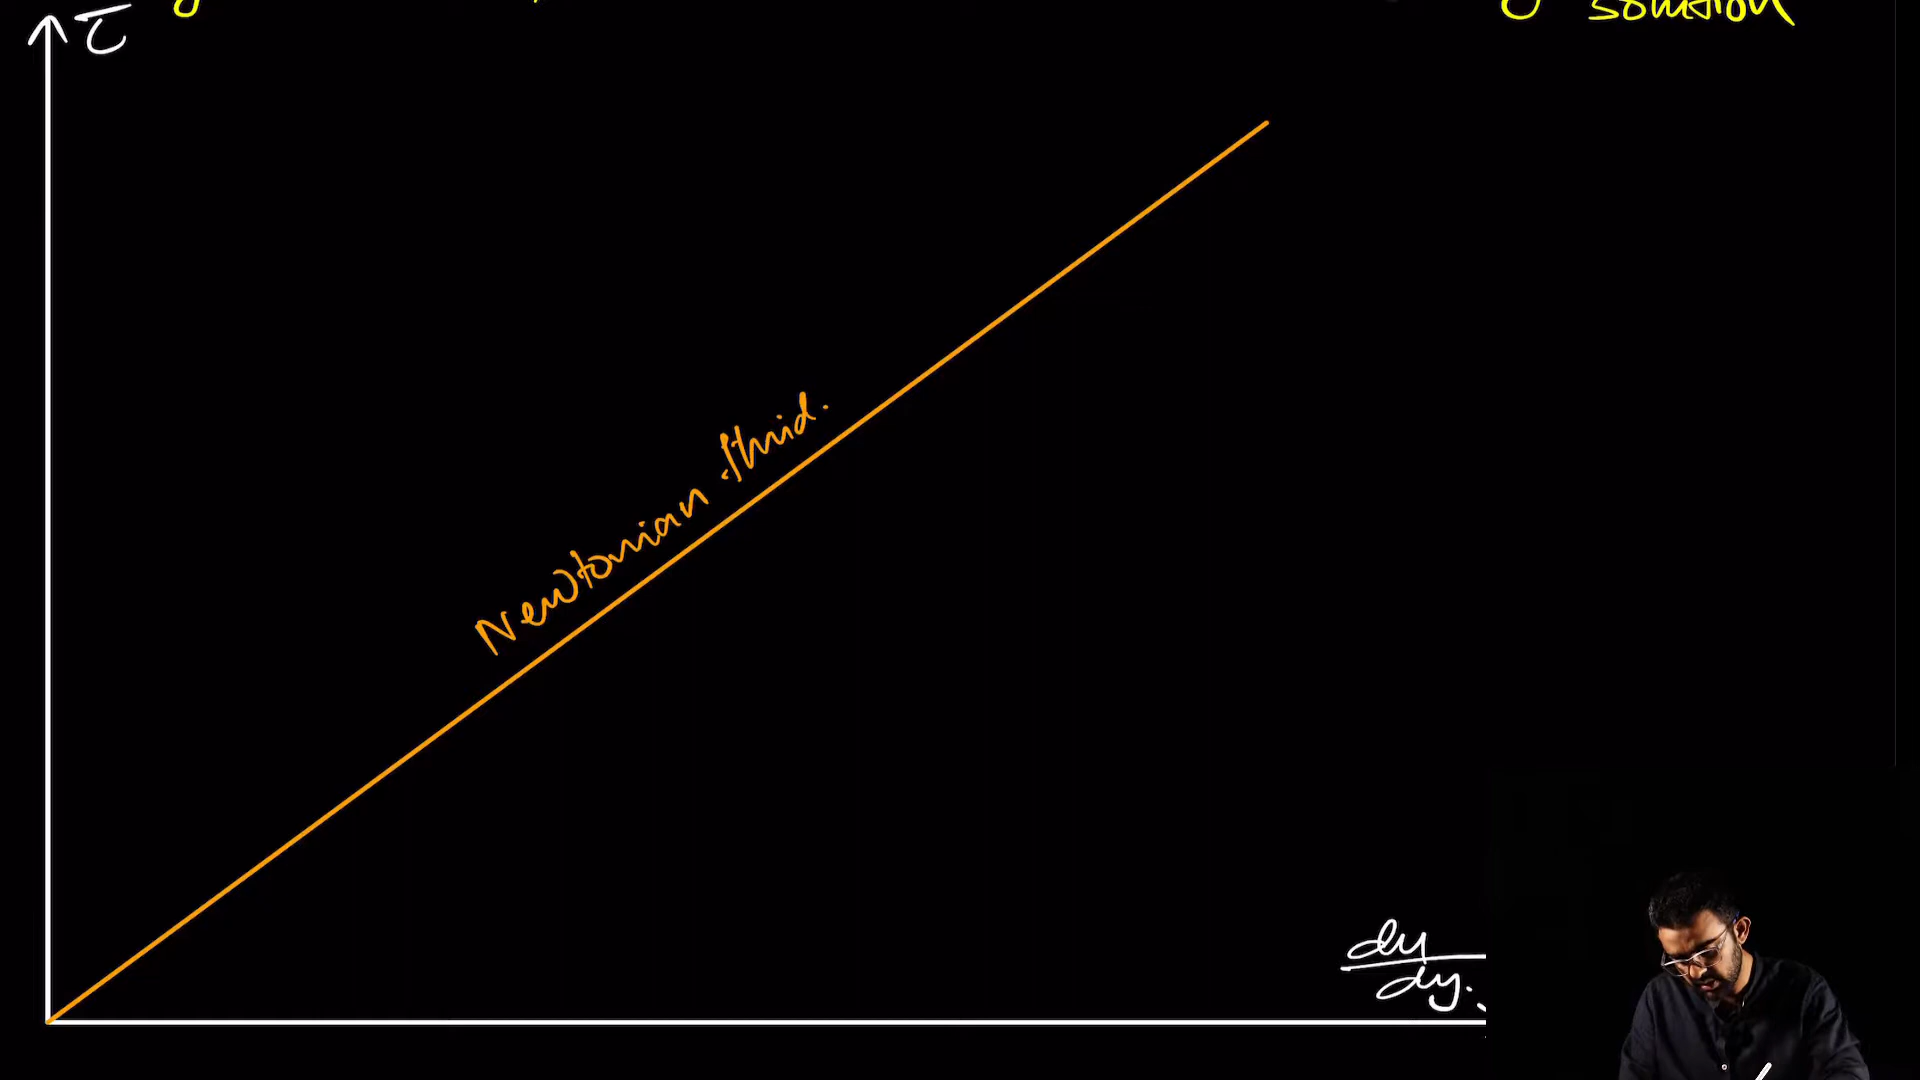 solution
τ
Newtonian fluid.
du
dy.